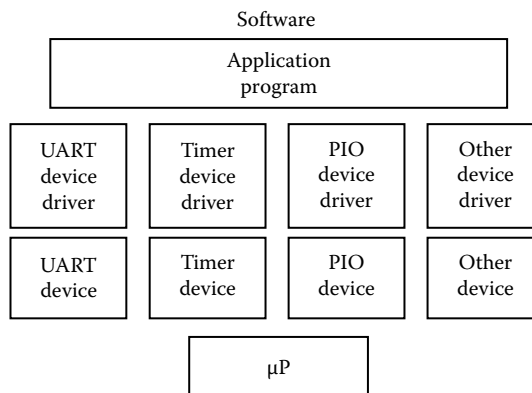 Software
Application
program
UART
device
driver
Timer
device
driver
PIO
device
driver
Other
device
driver
UART
device
Timer
device
PIO
device
Other
device
µP